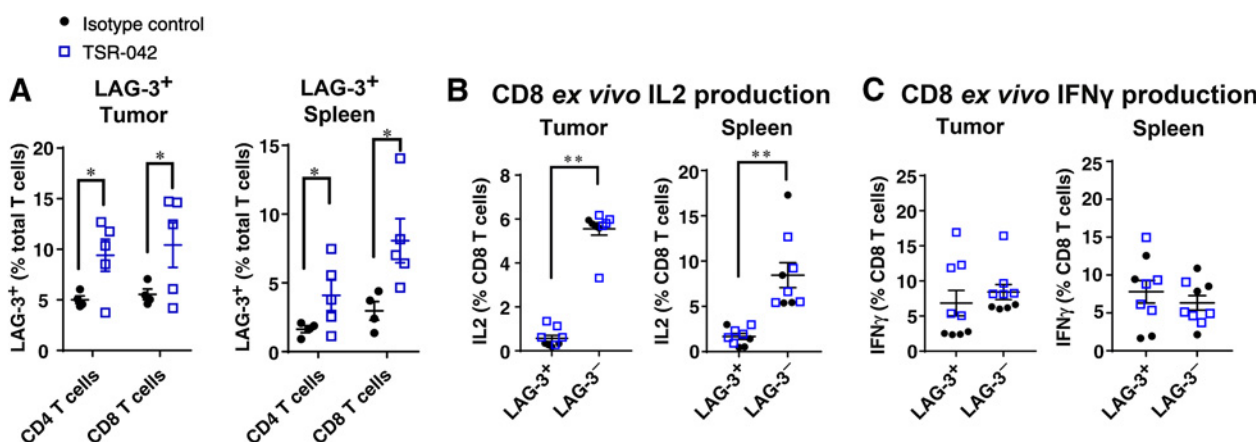 Isotype control
TSR-042
A
LAG-3+
Tumor
LAG-3+ (% total T cells)
20
15
10
5
0
CD4 T cells
CD8 T cells
*
*
LAG-3+
Spleen
LAG-3+ (% total T cells)
15
10
5
0
CD4 T cells
CD8 T cells
*
*
B CD8 ex vivo IL2 production
Tumor
IL2 (% CD8 T cells)
8
6
4
2
0
LAG-3+
LAG-3–
**
Spleen
IL2 (% CD8 T cells)
20
15
10
5
0
LAG-3+
LAG-3–
**
C CD8 ex vivo IFNγ production
Tumor
IFNγ (% CD8 T cells)
25
20
15
10
5
0
LAG-3+
LAG-3–
Spleen
IFNγ (% CD8 T cells)
25
20
15
10
5
0
LAG-3+
LAG-3–